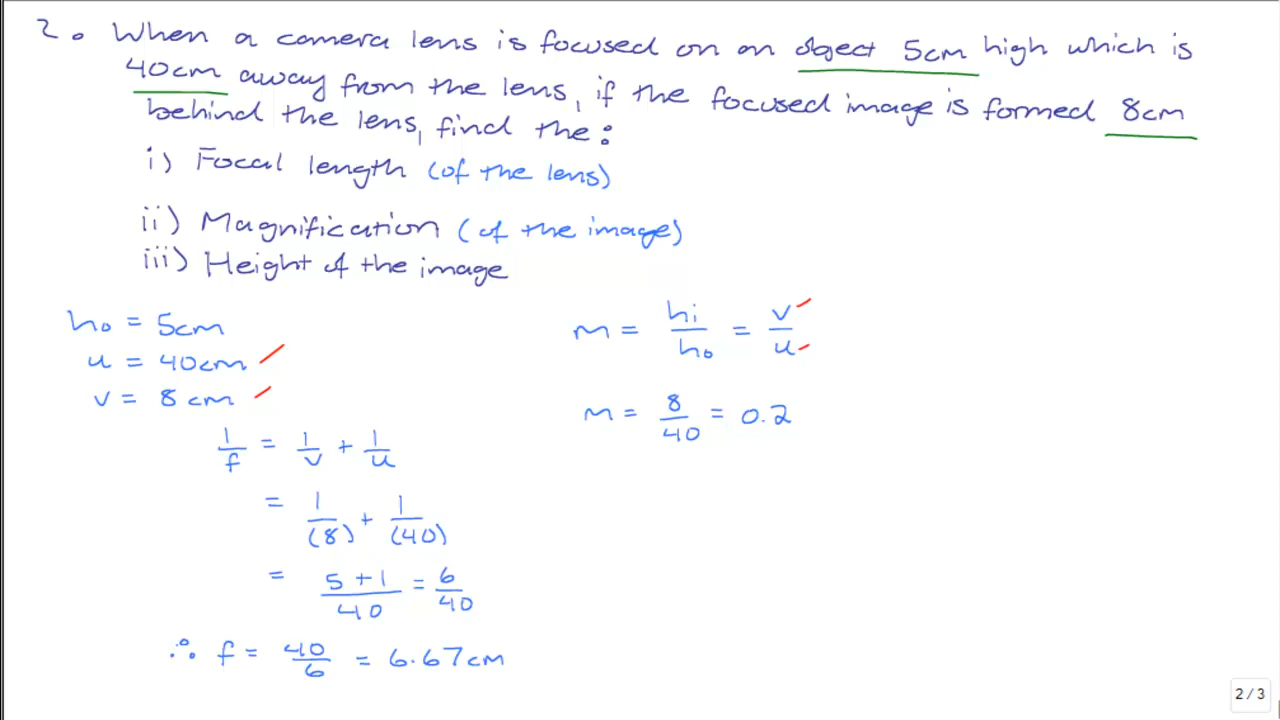 2. When a camera lens is focused on an object 5cm high which is
40cm away from the lens, if the focused image is formed 8cm
behind the lens, find the:
i) Focal length (of the lens)
ii) Magnification (of the image)
iii) Height of the image
ho = 5cm
u = 40cm
v = 8 cm
1/f = 1/v + 1/u
= 1/(8) + 1/(40)
= 5+1/40 = 6/40
∴ f = 40/6 = 6.67cm
m = hi/ho = v/u
m = 8/40 = 0.2
2 / 3